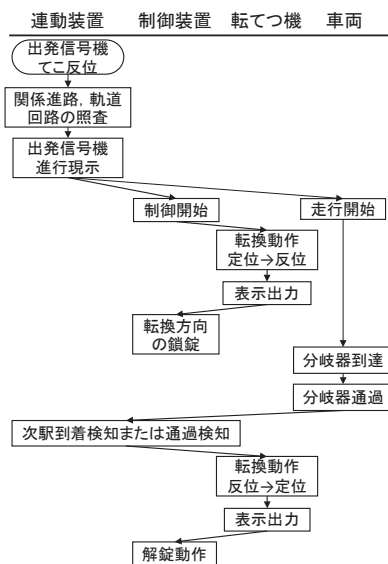 連動装置 制御装置 転てつ機 車両
出発信号機
てこ反位
関係進路，軌道
回路の照査
出発信号機
進行現示
制御開始
走行開始
転換動作
定位→反位
表示出力
転換方向
の鎖錠
分岐器到達
分岐器通過
次駅到着検知または通過検知
転換動作
反位→定位
表示出力
解錠動作